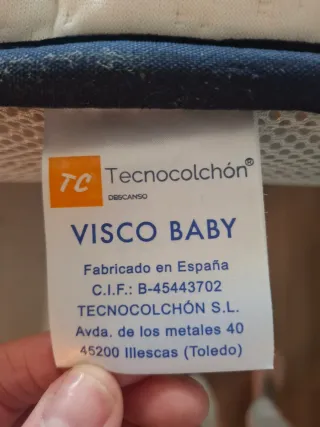 TC Tecnocolchón®
DESCANSO
VISCO BABY
Fabricado en España
C.I.F.: B-45443702
TECNOCOLCHÓN S.L.
Avda. de los metales 40
45200 Illescas (Toledo)